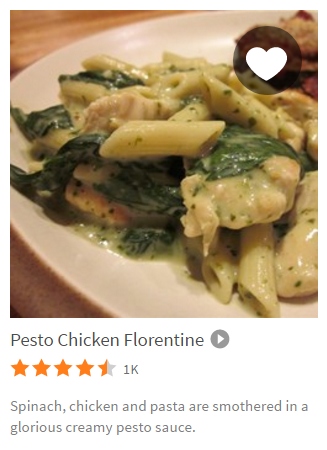 Pesto Chicken Florentine
1K
Spinach, chicken and pasta are smothered in a
glorious creamy pesto sauce.